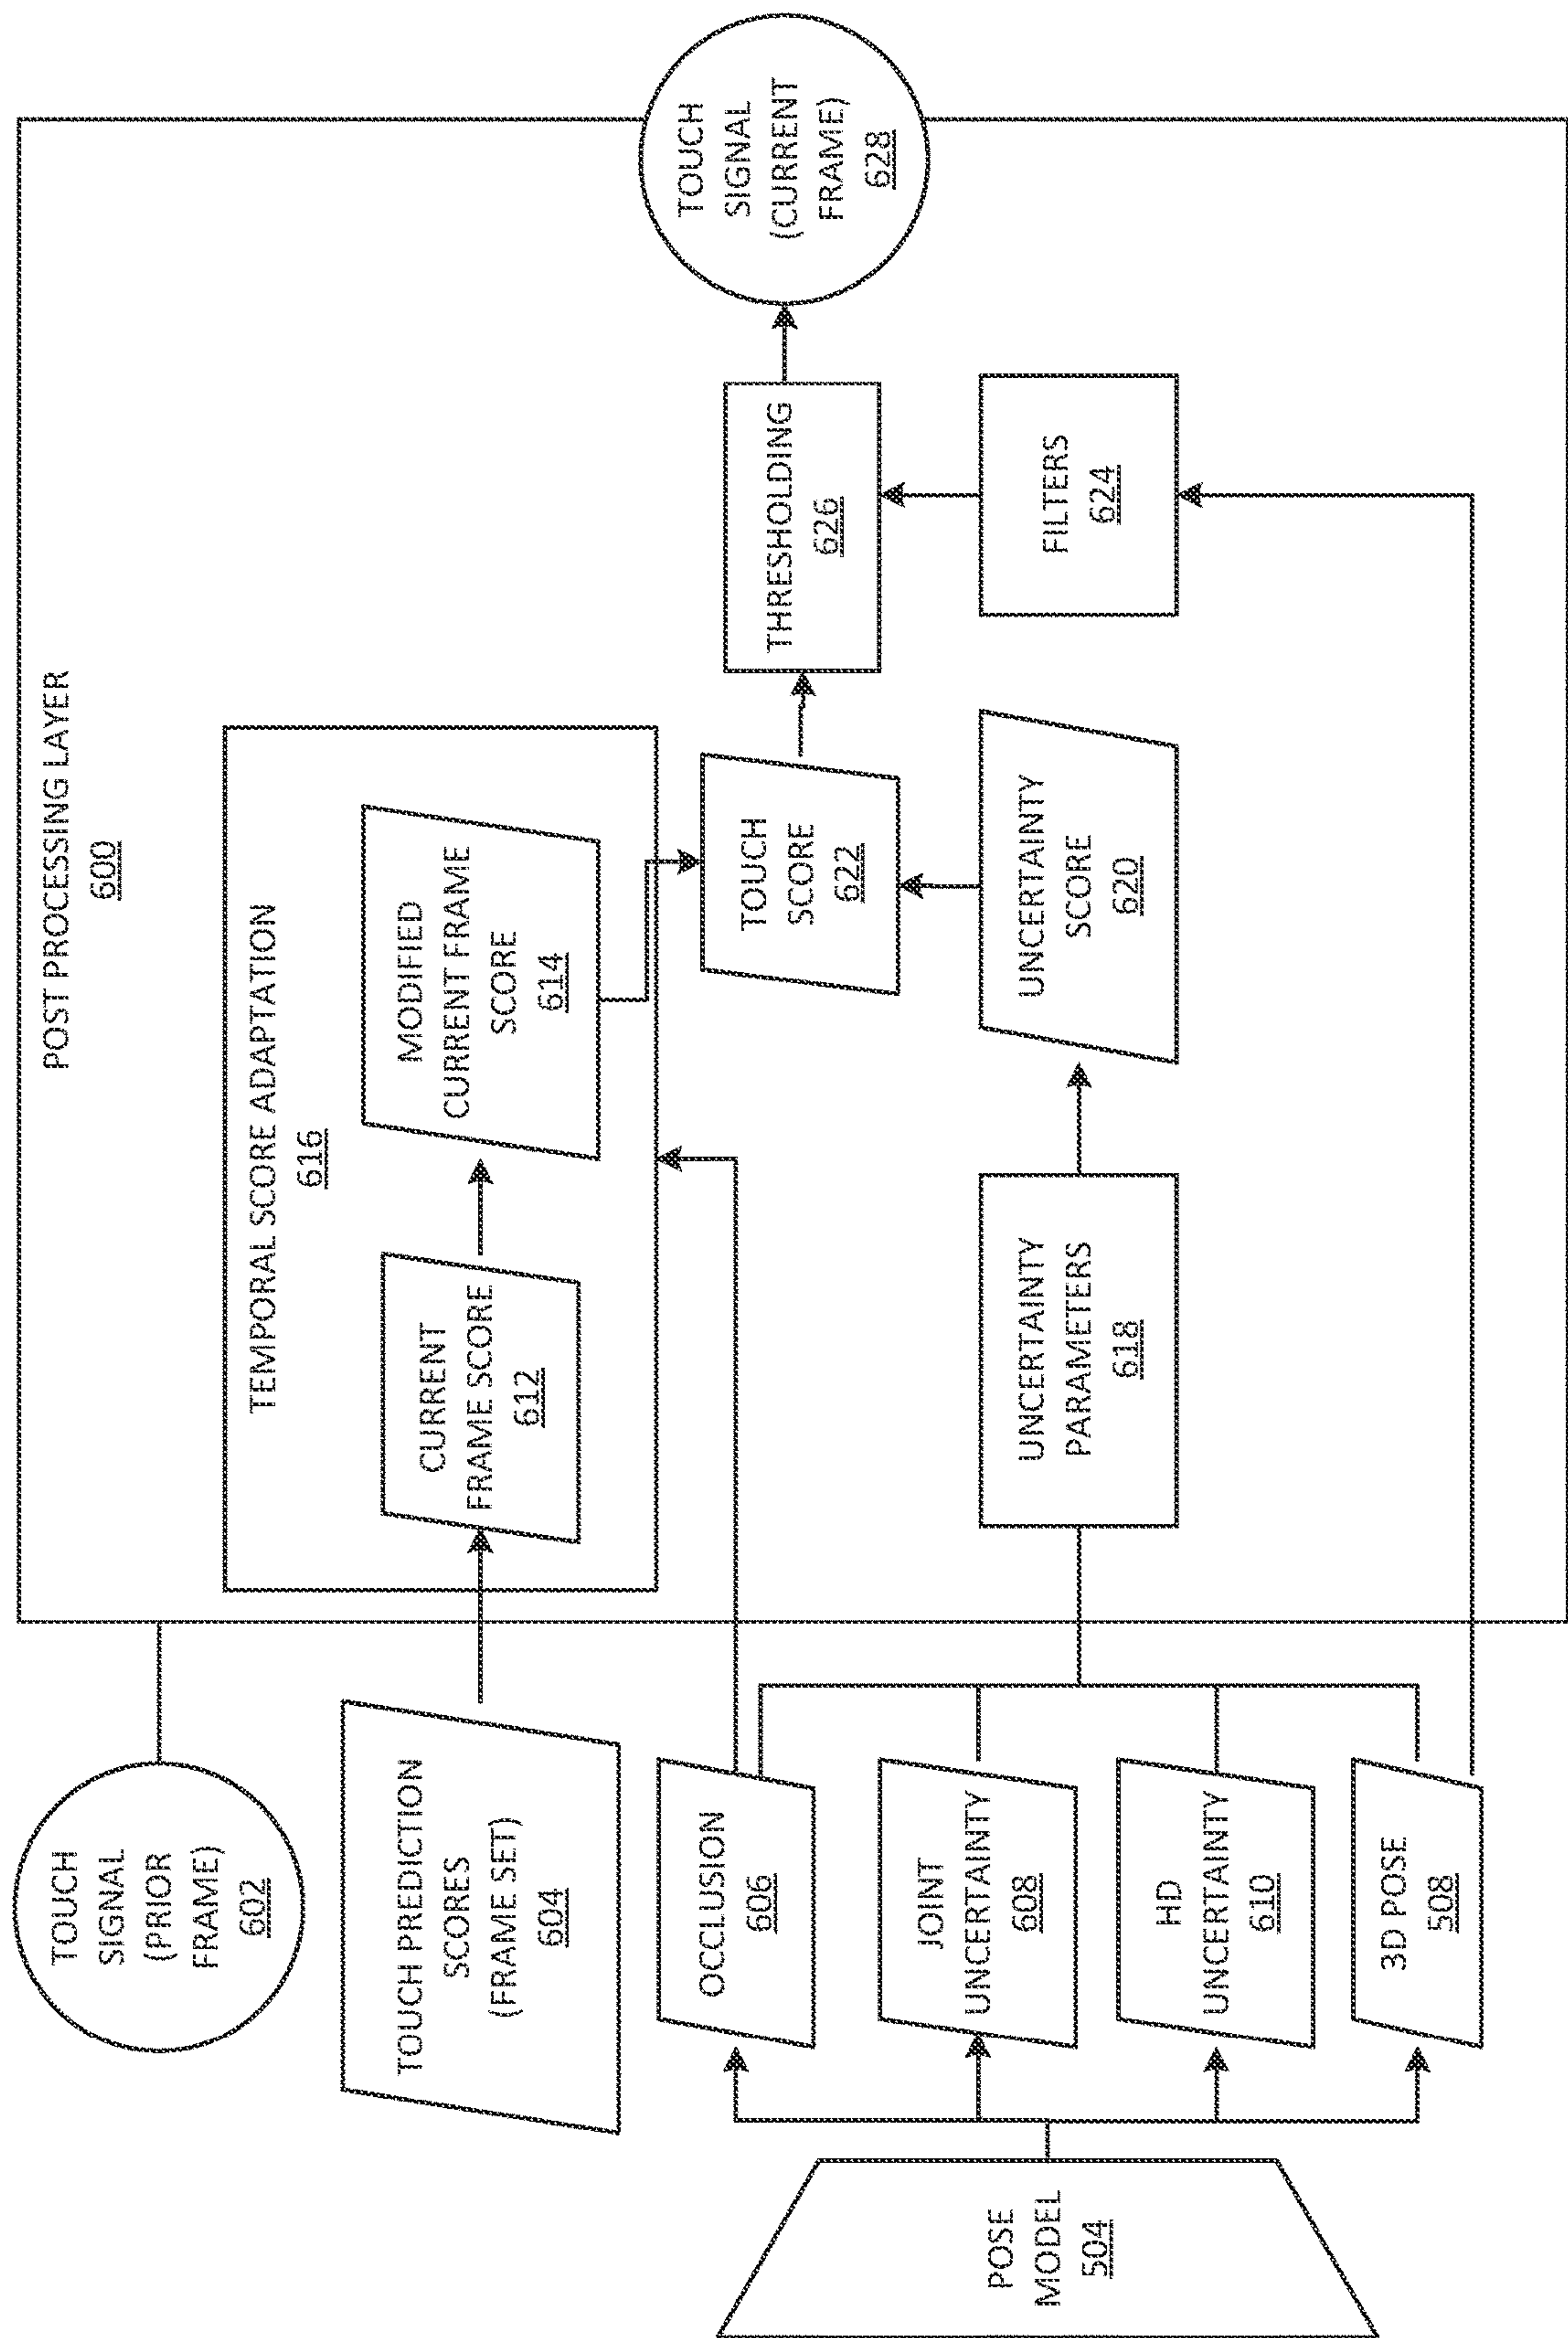 POST PROCESSING LAYER
600
TOUCH
SIGNAL
(PRIOR
FRAME)
602
TEMPORAL SCORE ADAPTATION
616
TOUCH PREDICTION
SCORES
(FRAME SET)
604
CURRENT
FRAME SCORE
612
MODIFIED
CURRENT FRAME
SCORE
614
OCCLUSION
606
TOUCH
SCORE
622
THRESHOLDING
626
TOUCH
SIGNAL
(CURRENT
FRAME)
628
JOINT
UNCERTAINTY
608
POSE
MODEL
504
UNCERTAINTY
PARAMETERS
618
UNCERTAINTY
SCORE
620
FILTERS
624
HD
UNCERTAINTY
610
3D POSE
508